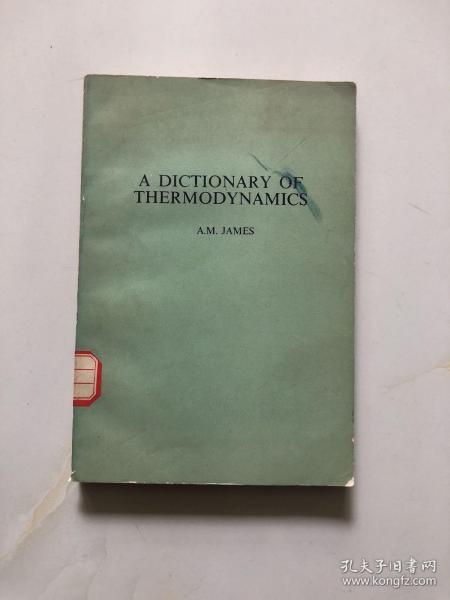 A DICTIONARY OF
THERMODYNAMICS
A.M. JAMES
孔夫子旧书网
www.kongfz.com